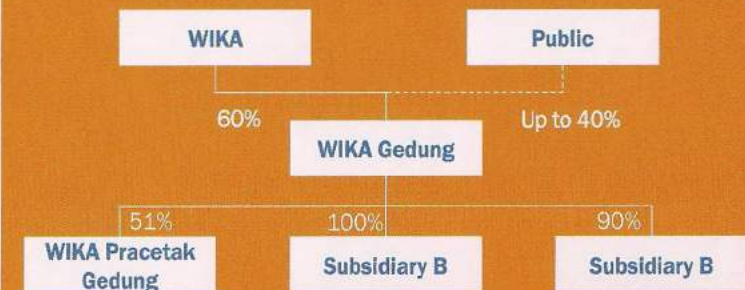 WIKA
Public
60%
Up to 40%
WIKA Gedung
51%
100%
90%
WIKA Pracetak
Gedung
Subsidiary B
Subsidiary B